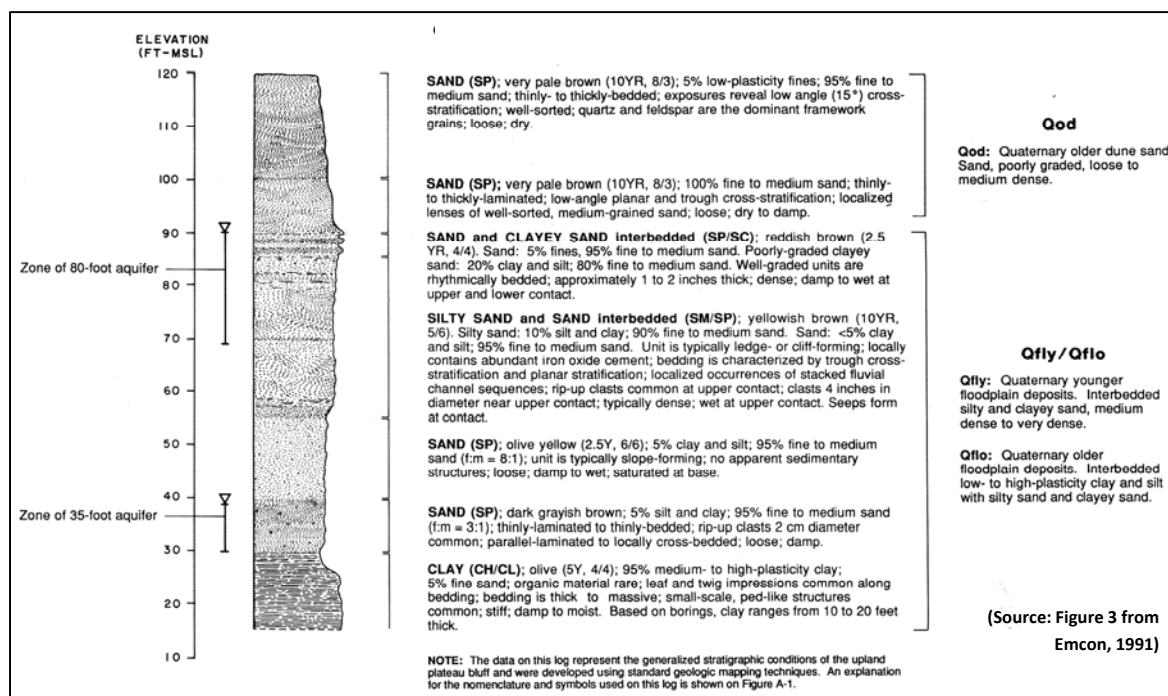 ELEVATION
(FT-MSL)
120
110
100
90
80
70
60
50
40
30
20
10
Zone of 80-foot aquifer
Zone of 35-foot aquifer
SAND (SP); very pale brown (10YR, 8/3); 5% low-plasticity fines; 95% fine to
medium sand; thinly- to thickly-bedded; exposures reveal low angle (15°) cross-
stratification; well-sorted; quartz and feldspar are the dominant framework
grains; loose; dry.
SAND (SP); very pale brown (10YR, 8/3); 100% fine to medium sand; thinly-
to thickly-laminated; low-angle planar and trough cross-stratification; localized
lenses of well-sorted, medium-grained sand; loose; dry to damp.
SAND and CLAYEY SAND interbedded (SP/SC); reddish brown (2.5
YR, 4/4). Sand: 5% fines, 95% fine to medium sand. Poorly-graded clayey
sand: 20% clay and silt; 80% fine to medium sand. Well-graded units are
rhythmically bedded; approximately 1 to 2 inches thick; dense; damp to wet at
upper and lower contact.
SILTY SAND and SAND interbedded (SM/SP); yellowish brown (10YR,
5/6). Silty sand: 10% silt and clay; 90% fine to medium sand. Sand: <5% clay
and silt; 95% fine to medium sand. Unit is typically ledge- or cliff-forming; locally
contains abundant iron oxide cement; bedding is characterized by trough cross-
stratification and planar stratification; localized occurrences of stacked fluvial
channel sequences; rip-up clasts common at upper contact; clasts 4 inches in
diameter near upper contact; typically dense; wet at upper contact. Seeps form
at contact.
SAND (SP); olive yellow (2.5Y, 6/6); 5% clay and silt; 95% fine to medium
sand (f:m = 8:1); unit is typically slope-forming; no apparent sedimentary
structures; loose; damp to wet; saturated at base.
SAND (SP); dark grayish brown; 5% silt and clay; 95% fine to medium sand
(f:m = 3:1); thinly-laminated to thinly-bedded; rip-up clasts 2 cm diameter
common; parallel-laminated to locally cross-bedded; loose; damp.
CLAY (CH/CL); olive (5Y, 4/4); 95% medium- to high-plasticity clay;
5% fine sand; organic material rare; leaf and twig impressions common along
bedding; bedding is thick to massive; small-scale, ped-like structures
common; stiff; damp to moist. Based on borings, clay ranges from 10 to 20 feet
thick.
NOTE: The data on this log represent the generalized stratigraphic conditions of the upland
plateau bluff and were developed using standard geologic mapping techniques. An explanation
for the nomenclature and symbols used on this log is shown on Figure A-1.
Qod
Qod: Quaternary older dune sand
Sand, poorly graded, loose to
medium dense.
Qfly/Qflo
Qfly: Quaternary younger
floodplain deposits. Interbedded
silty and clayey sand, medium
dense to very dense.
Qflo: Quaternary older
floodplain deposits. Interbedded
low- to high-plasticity clay and silt
with silty sand and clayey sand.
(Source: Figure 3 from
Emcon, 1991)